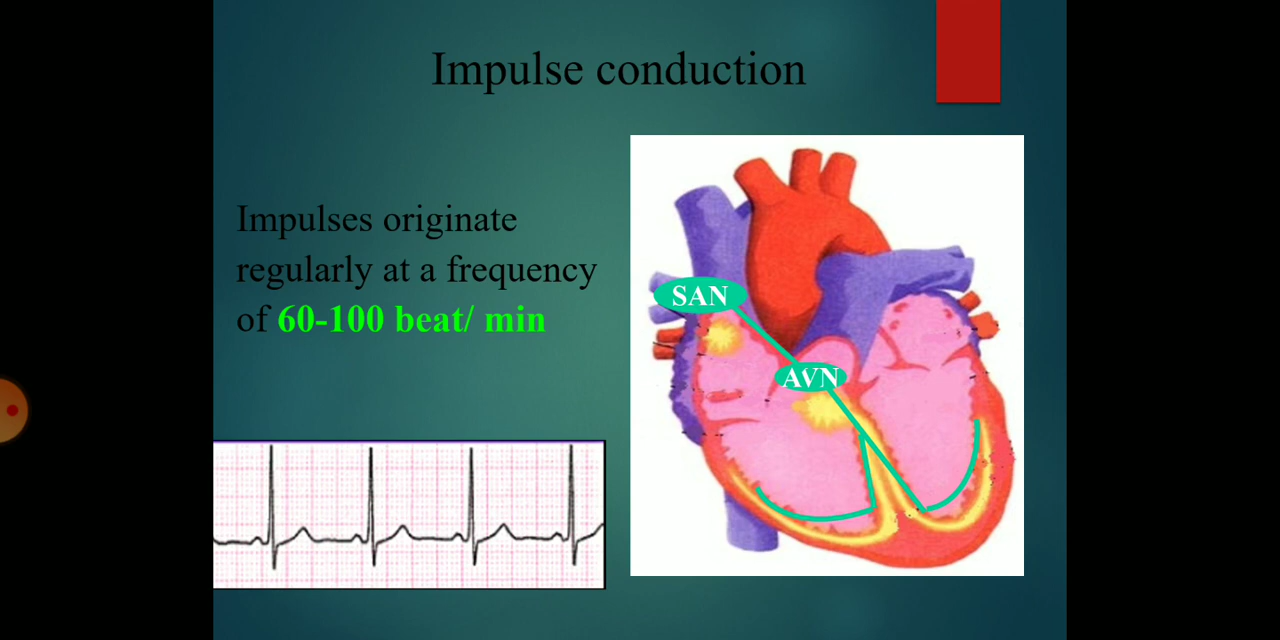 Impulse conduction
Impulses originate
regularly at a frequency
of 60-100 beat/ min
SAN
AVN